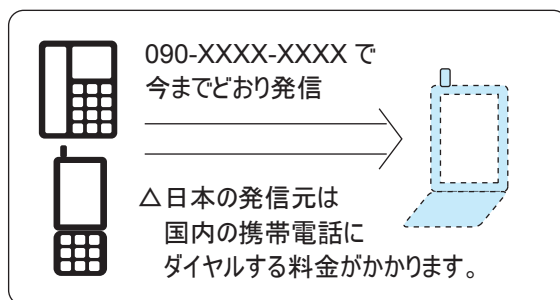 090-XXXX-XXXX で
今までどおり発信
△日本の発信元は
国内の携帯電話に
ダイヤルする料金がかかります。